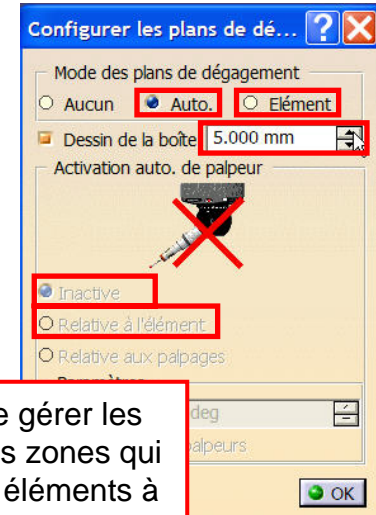 Configurer les plans de dé...
Mode des plans de dégagement
Aucun Auto. Elément
Dessin de la boîte 5.000 mm
Activation auto. de palpeur
Inactive
Relative à l'élément
Relative aux palpages
e gérer les
deg
s zones qui
alpeurs
éléments à
OK